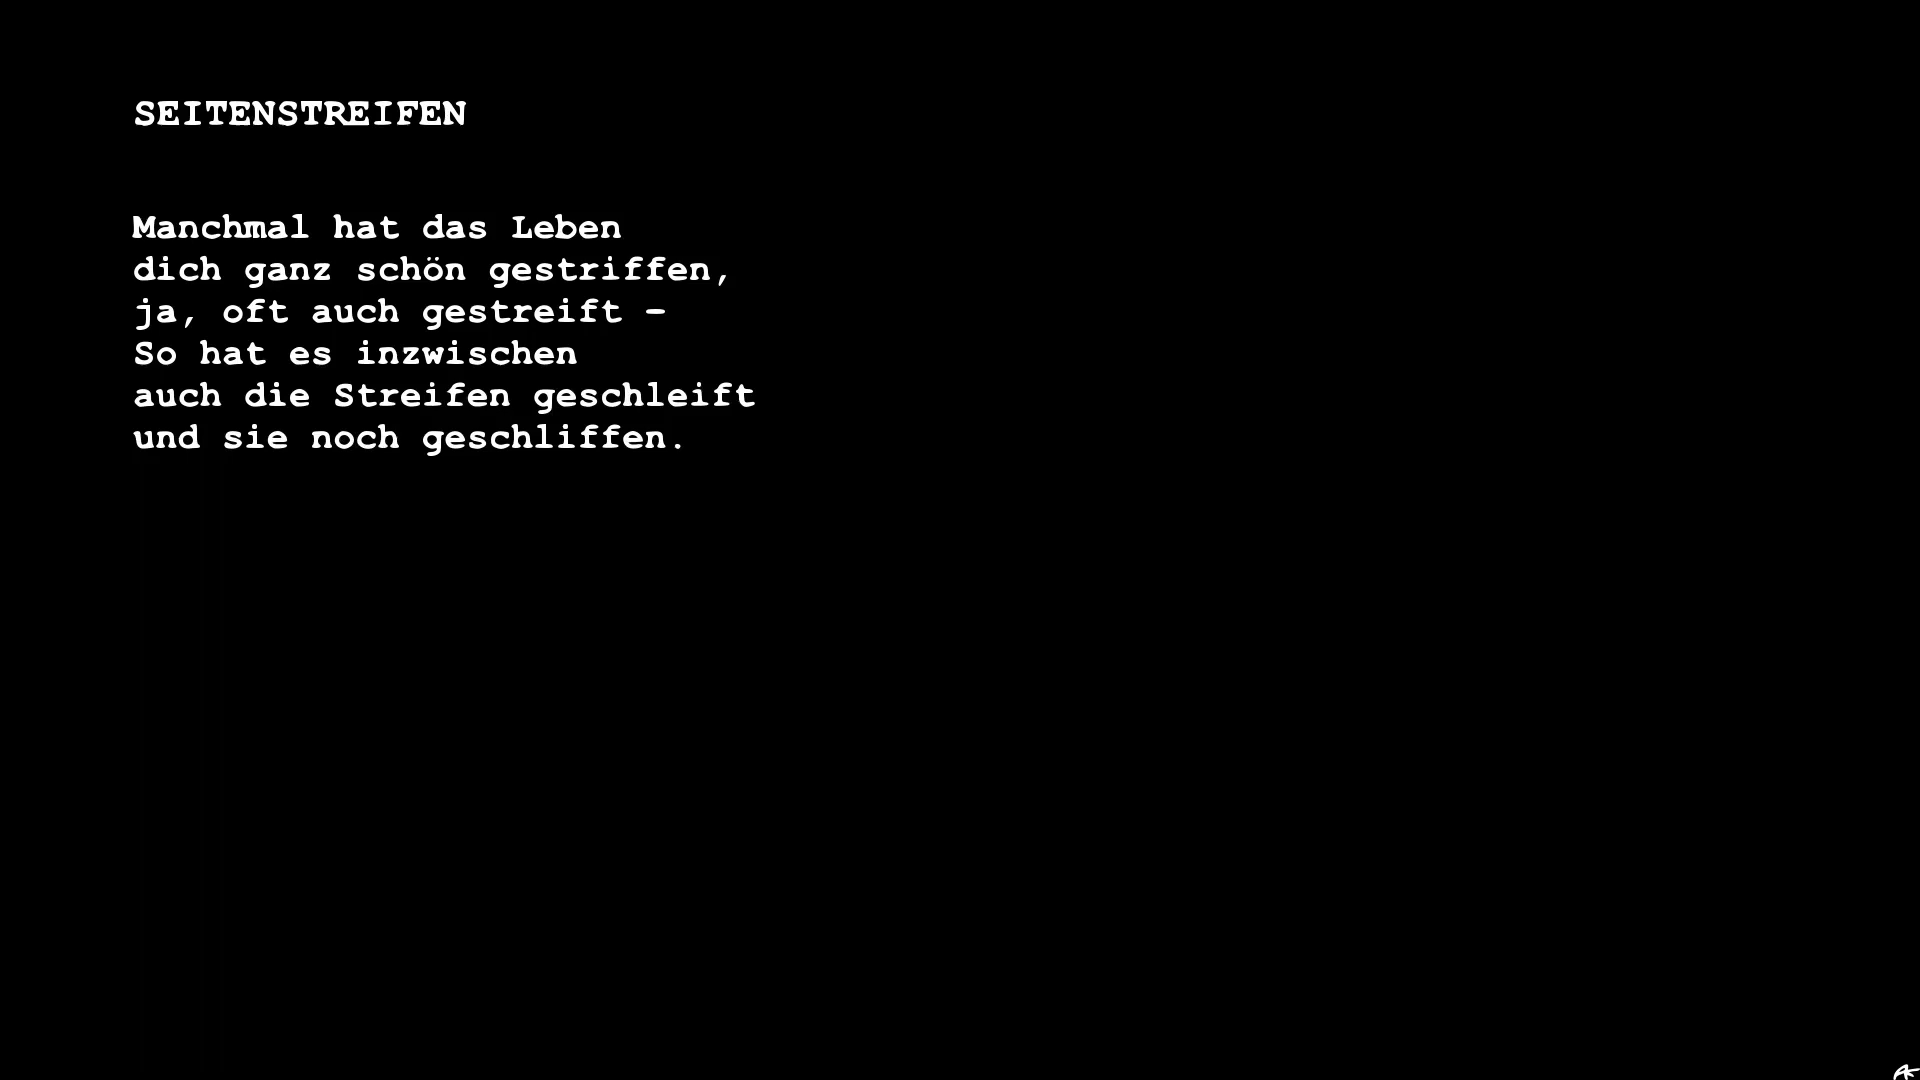 SEITENSTREIFEN
Manchmal hat das Leben
dich ganz schön gestriffen,
ja, oft auch gestreift –
So hat es inzwischen
auch die Streifen geschleift
und sie noch geschliffen.